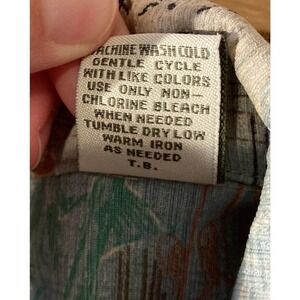 MACHINE WASH COLD
GENTLE CYCLE
WITH LIKE COLORS
USE ONLY NON-
CHLORINE BLEACH
WHEN NEEDED
TUMBLE DRY LOW
WARM IRON
AS NEEDED
T.B.